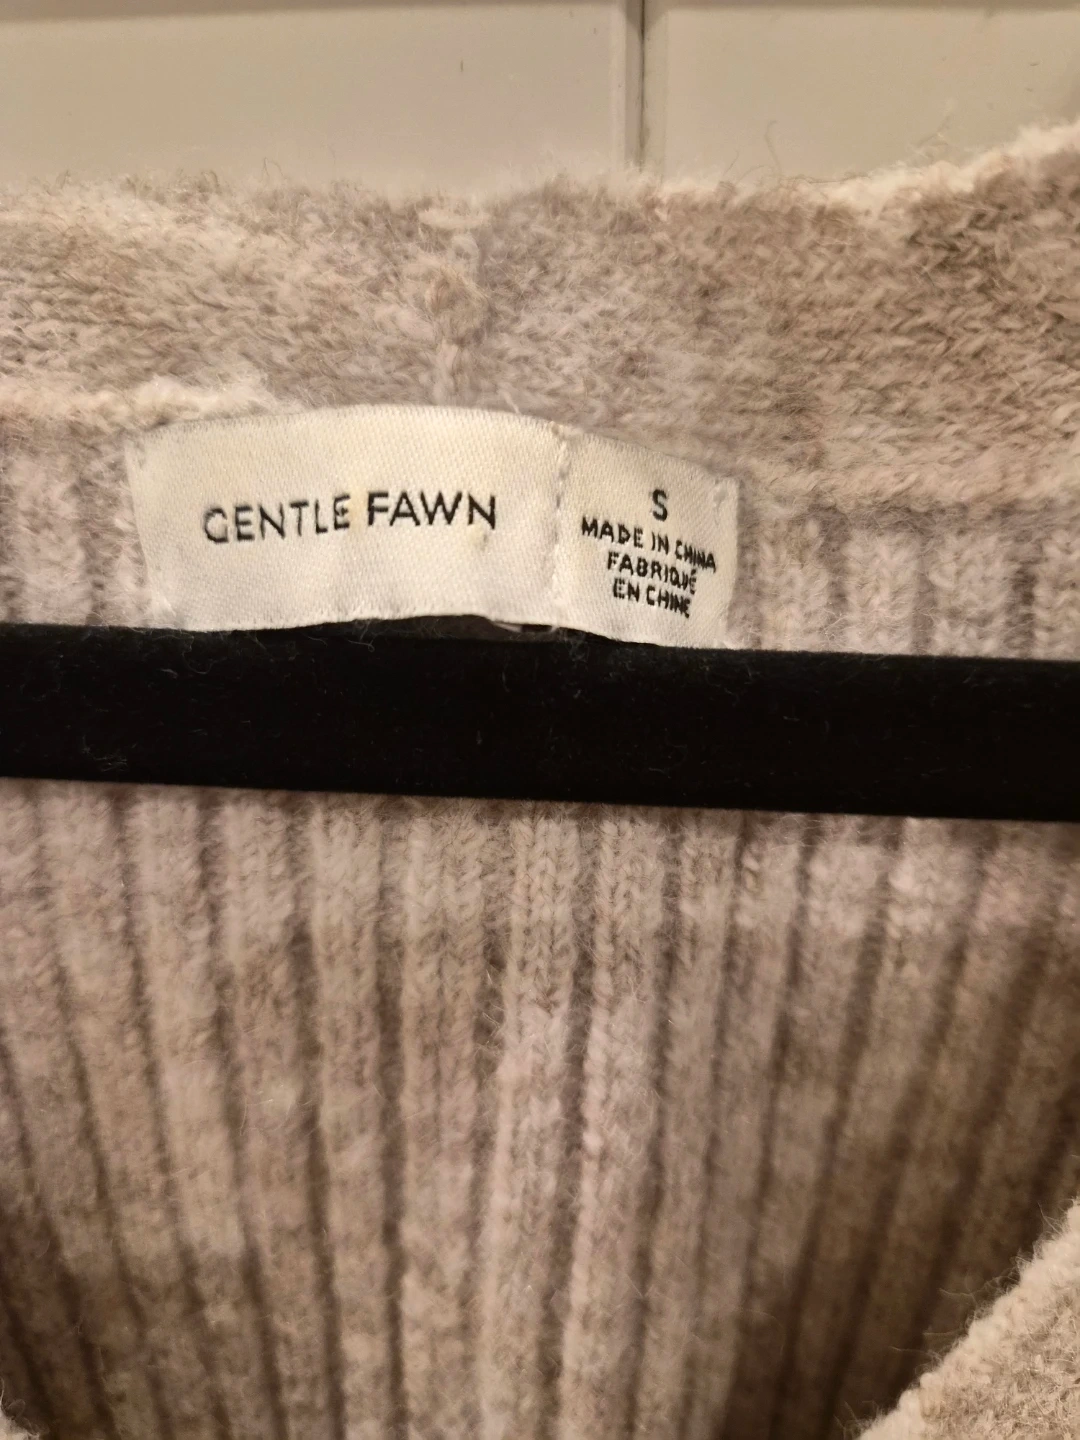 GENTLE FAWN
S
MADE IN CHINA
FABRIQUÉ
EN CHINE